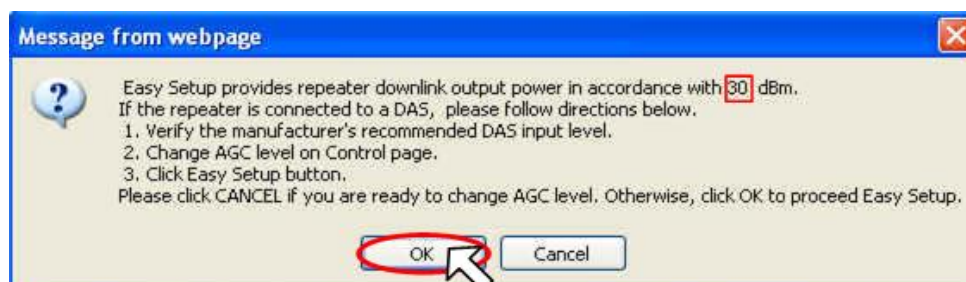 Message from webpage
Easy Setup provides repeater downlink output power in accordance with 30 dBm.
If the repeater is connected to a DAS, please follow directions below.
1. Verify the manufacturer's recommended DAS input level.
2. Change AGC level on Control page.
3. Click Easy Setup button.
Please click CANCEL if you are ready to change AGC level. Otherwise, click OK to proceed Easy Setup.
OK
Cancel